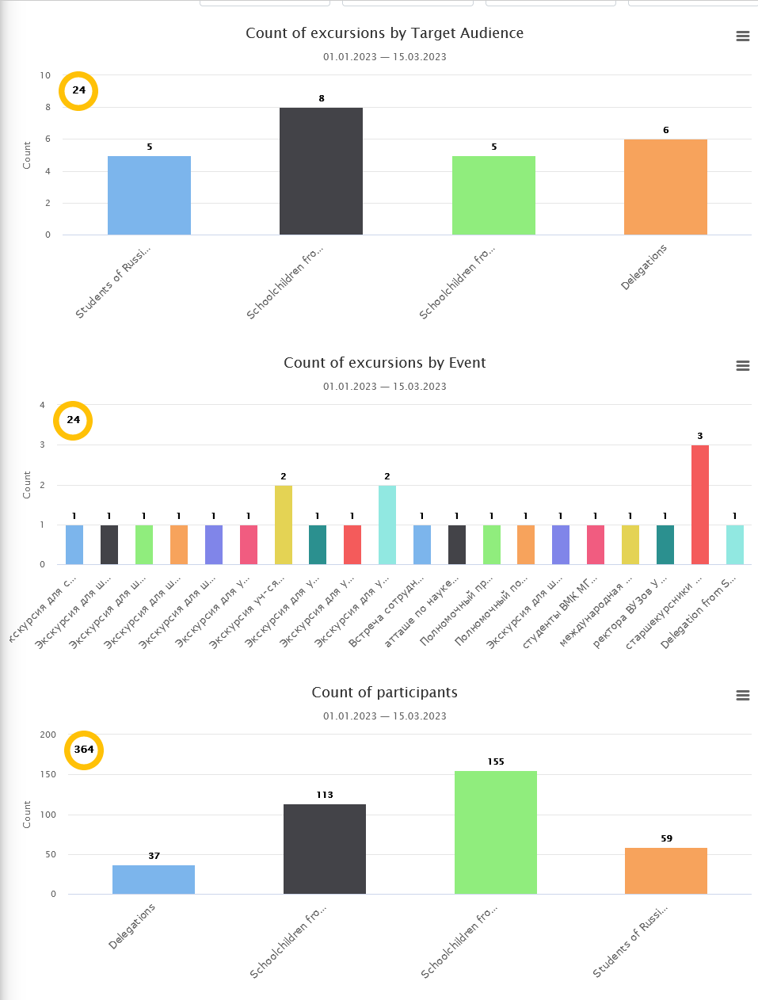 Count of excursions by Target Audience
01.01.2023 — 15.03.2023
24
10
8
6
4
2
0
Count
5
8
5
6
Students of Russi...
Schoolchildren fro...
Schoolchildren fro...
Delegations
Count of excursions by Event
01.01.2023 — 15.03.2023
24
4
3
2
1
0
Count
1
1
1
1
1
1
2
1
1
2
1
1
1
1
1
1
1
1
3
1
кскурсия для с...
Экскурсия для ш...
Экскурсия для ш...
Экскурсия для ш...
Экскурсия для ш...
Экскурсия для у...
Экскурсия уч-ся...
Экскурсия для у...
Экскурсия для у...
Экскурсия для у...
Встреча сотрудн...
атташе по науке...
Полномочный пр...
Полномочный по...
Экскурсия для ш...
студенты ВМК МГ...
международная ...
ректора ВУЗов У...
старшекурсники ...
Delegation from S...
Count of participants
01.01.2023 — 15.03.2023
364
200
150
100
50
0
Count
37
113
155
59
Delegations
Schoolchildren fro...
Schoolchildren fro...
Students of Russi...